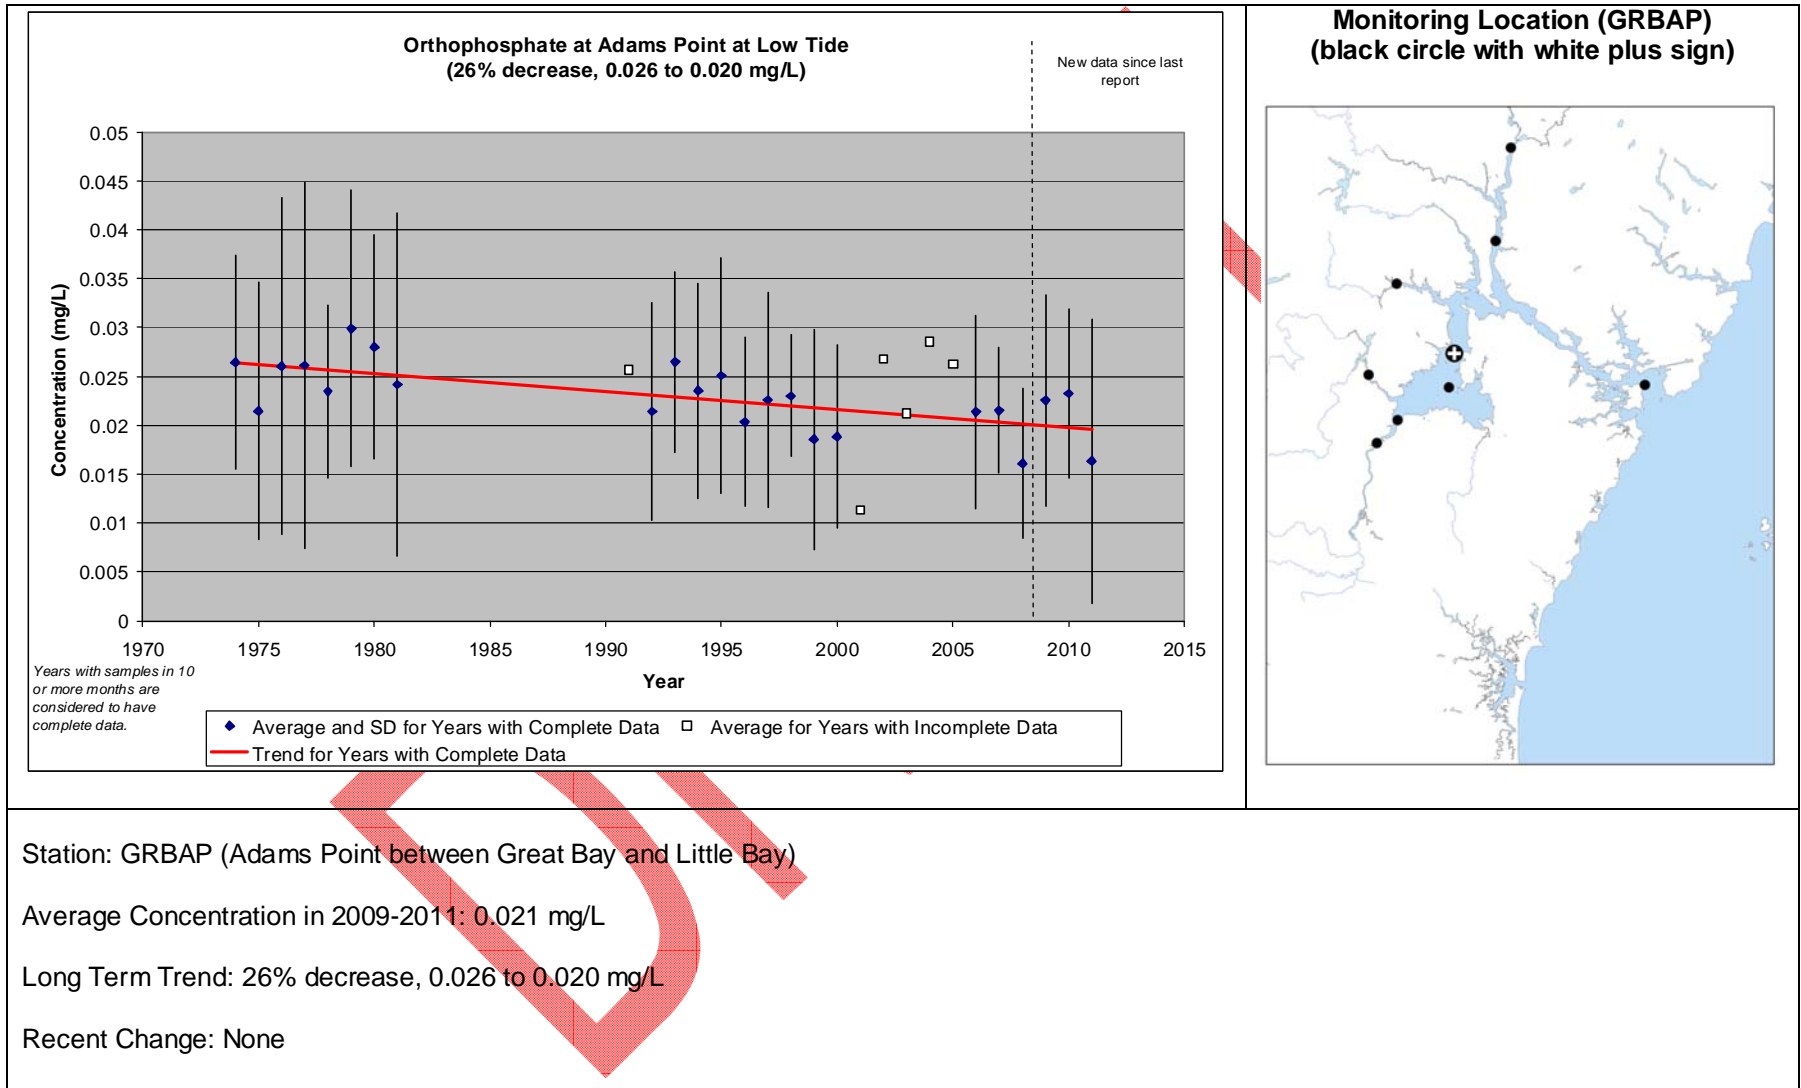 Orthophosphate at Adams Point at Low Tide
(26% decrease, 0.026 to 0.020 mg/L)
New data since last
report
0.05
0.045
0.04
0.035
0.03
0.025
0.02
0.015
0.01
0.005
0
Concentration (mg/L)
1970 1975 1980 1985 1990 1995 2000 2005 2010 2015
Year
Years with samples in 10
or more months are
considered to have
complete data.
Average and SD for Years with Complete Data Average for Years with Incomplete Data
Trend for Years with Complete Data
Monitoring Location (GRBAP)
(black circle with white plus sign)
Station: GRBAP (Adams Point between Great Bay and Little Bay)
Average Concentration in 2009-2011: 0.021 mg/L
Long Term Trend: 26% decrease, 0.026 to 0.020 mg/L
Recent Change: None